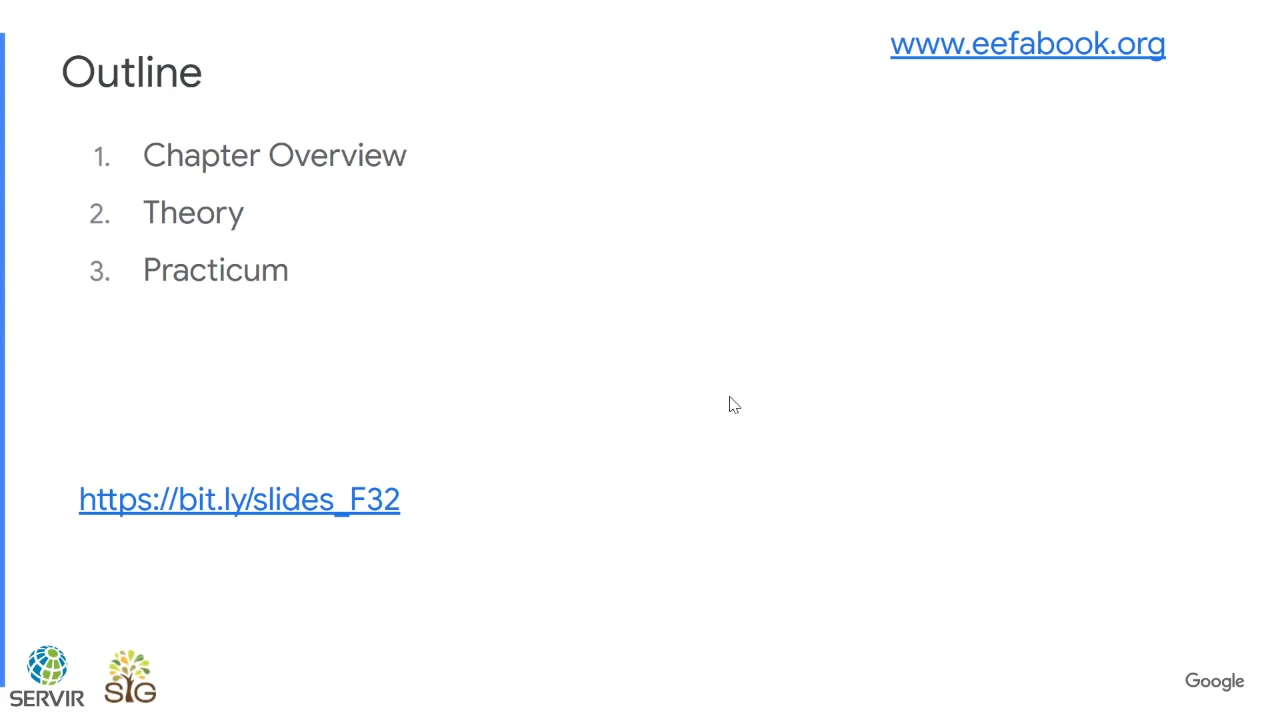 www.eefabook.org
Outline
1. Chapter Overview
2. Theory
3. Practicum
https://bit.ly/slides_F32
SERVIR
SIG
Google